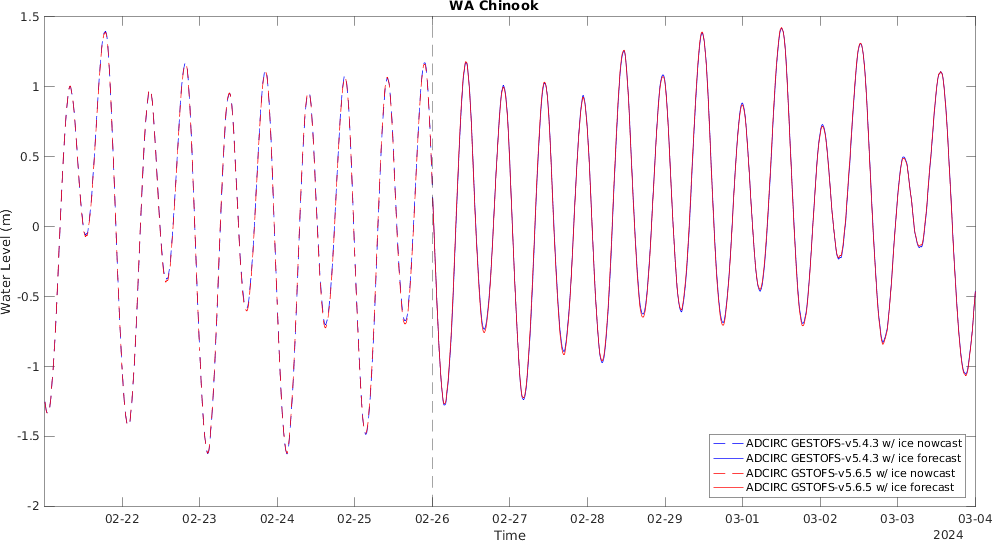 WA Chinook
1.5
1
0.5
0
-0.5
-1
-1.5
-2
Water Level (m)
ADCIRC GESTOFS-v5.4.3 w/ ice nowcast
ADCIRC GESTOFS-v5.4.3 w/ ice forecast
ADCIRC GSTOFS-v5.6.5 w/ ice nowcast
ADCIRC GSTOFS-v5.6.5 w/ ice forecast
02-22 02-23 02-24 02-25 02-26 02-27 02-28 02-29 03-01 03-02 03-03 03-04
Time
2024